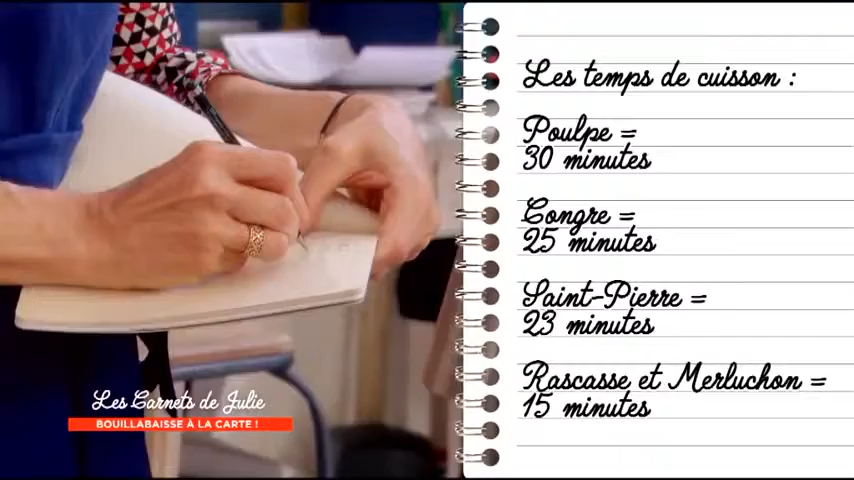 Les temps de cuisson :
Poulpe =
30 minutes
Congre =
25 minutes
Saint-Pierre =
23 minutes
Rascasse et Merluchon =
15 minutes
Les Carnets de Julie
BOUILLABAISSE À LA CARTE !